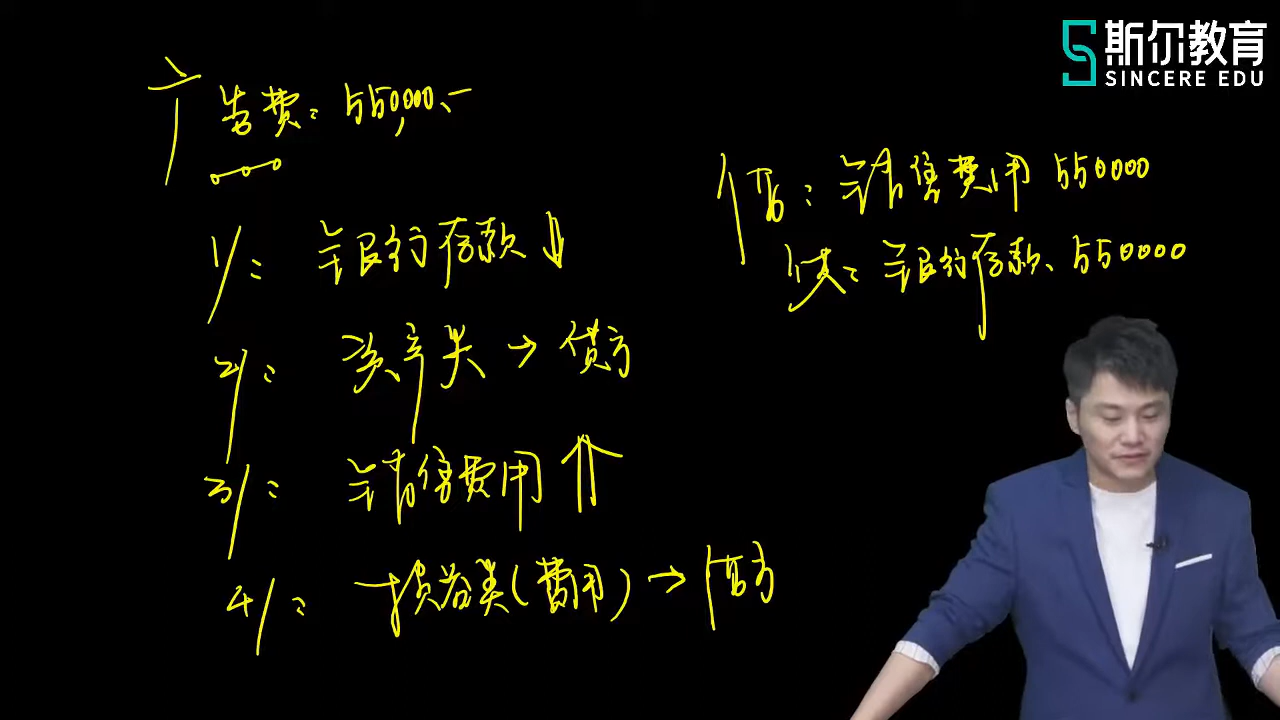 斯尔教育
SINCERE EDU
广告费：550,000.-
1/：银行存款↓
2/：资产类→贷方
3/：销售费用↑
4/：损益类(费用)→借方
借：销售费用 550000
贷：银行存款 550000